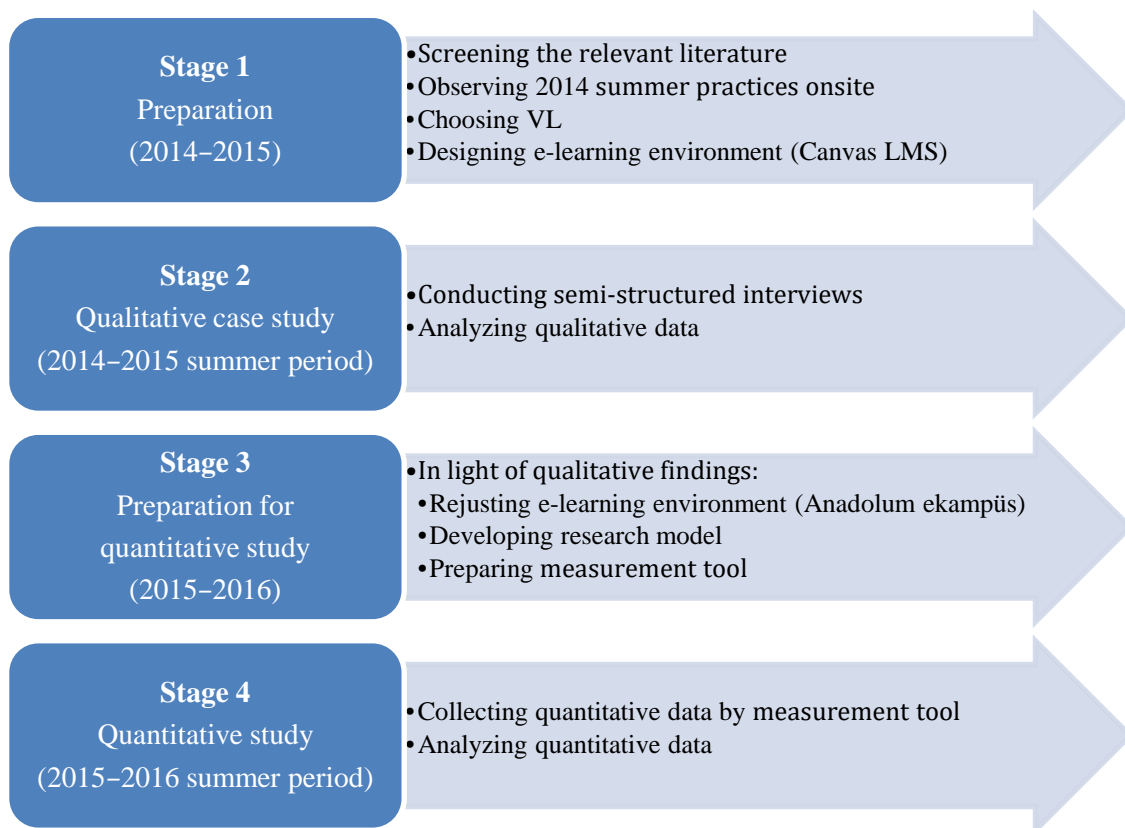 Stage 1
Preparation
(2014–2015)
•Screening the relevant literature
•Observing 2014 summer practices onsite
•Choosing VL
•Designing e-learning environment (Canvas LMS)
Stage 2
Qualitative case study
(2014–2015 summer period)
•Conducting semi-structured interviews
•Analyzing qualitative data
Stage 3
Preparation for
quantitative study
(2015–2016)
•In light of qualitative findings:
•Rejusting e-learning environment (Anadolum ekampüs)
•Developing research model
•Preparing measurement tool
Stage 4
Quantitative study
(2015–2016 summer period)
•Collecting quantitative data by measurement tool
•Analyzing quantitative data